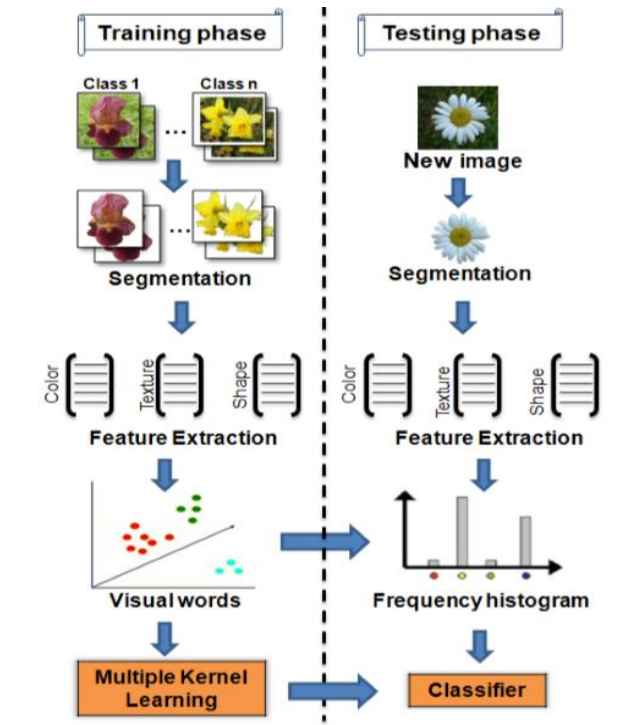 Training phase
Testing phase
Class 1
Class n
...
New image
...
Segmentation
Segmentation
Color
Texture
Shape
Color
Texture
Shape
Feature Extraction
Feature Extraction
Visual words
Frequency histogram
Multiple Kernel
Learning
Classifier